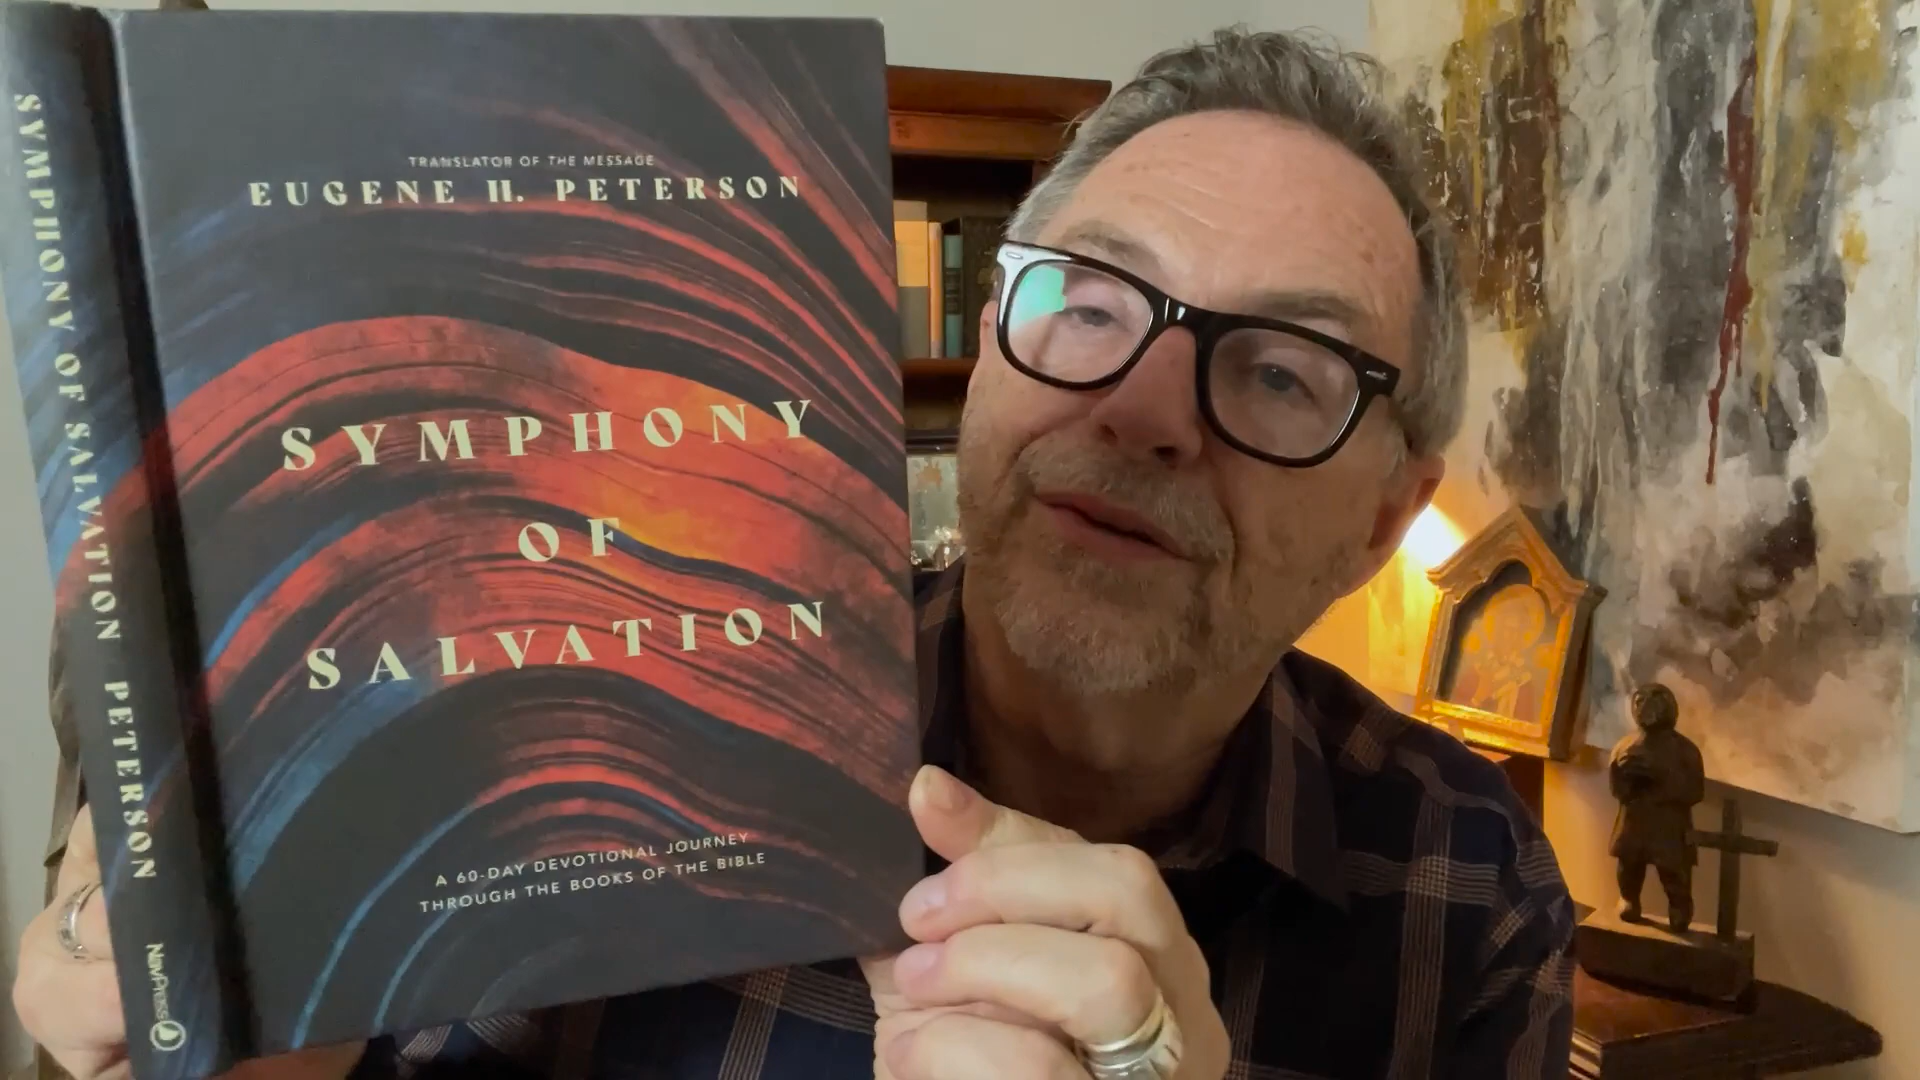 SYMPHONY OF SALVATION PETERSON NAVPRESS
TRANSLATOR OF THE MESSAGE
EUGENE H. PETERSON
SYMPHONY
OF
SALVATION
A 60-DAY DEVOTIONAL JOURNEY
THROUGH THE BOOKS OF THE BIBLE